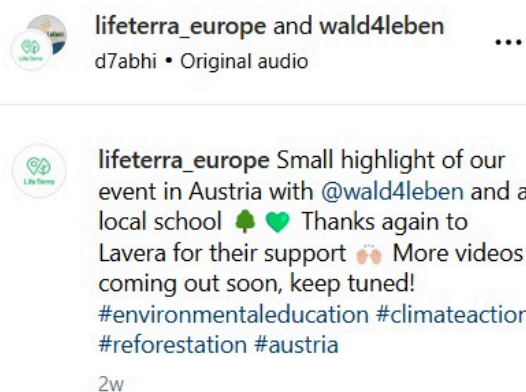 lifeterra_europe and wald4leben
d7abhi • Original audio
Life Terra
lifeterra_europe Small highlight of our
event in Austria with @wald4leben and a
local school 🌳 💚 Thanks again to
Lavera for their support 🙌🏻 More videos
coming out soon, keep tuned!
#environmentaleducation #climateaction
#reforestation #austria
2w